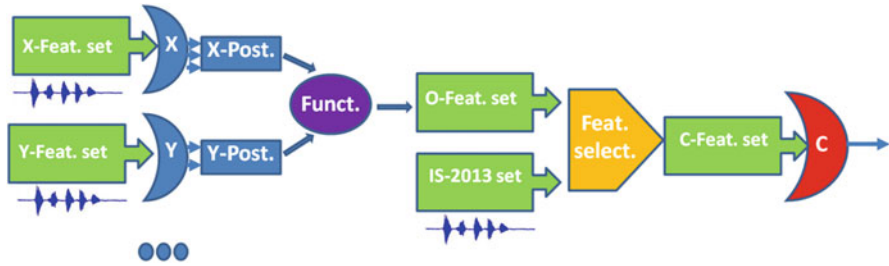 X-Feat. set
X
X-Post.
Y-Feat. set
Y
Y-Post.
Funct.
O-Feat. set
IS-2013 set
Feat.
select.
C-Feat. set
C